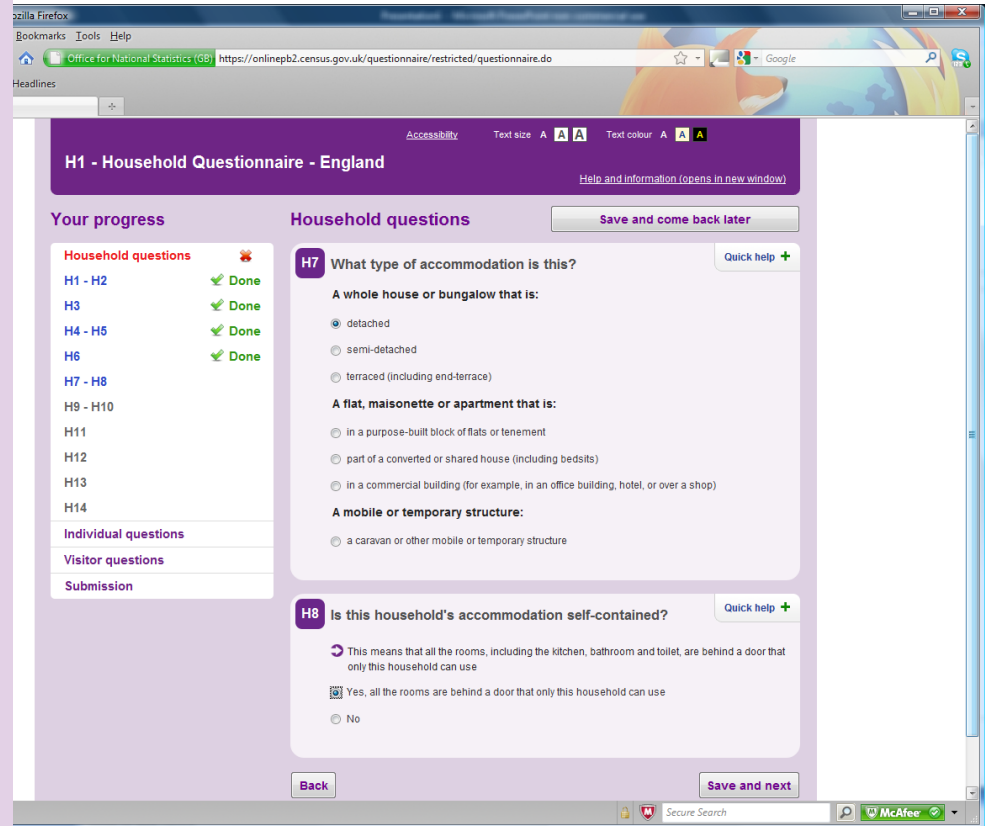 ozilla Firefox
Bookmarks Tools Help
Office for National Statistics (GB) https://onlinepb2.census.gov.uk/questionnaire/restricted/questionnaire.do
Google
Headlines
Accessibility Text size A A A Text colour A A A
H1 - Household Questionnaire - England
Help and information (opens in new window)
Your progress
Household questions
H1 - H2 Done
H3 Done
H4 - H5 Done
H6 Done
H7 - H8
H9 - H10
H11
H12
H13
H14
Individual questions
Visitor questions
Submission
Household questions
Save and come back later
H7 What type of accommodation is this?
Quick help +
A whole house or bungalow that is:
detached
semi-detached
terraced (including end-terrace)
A flat, maisonette or apartment that is:
in a purpose-built block of flats or tenement
part of a converted or shared house (including bedsits)
in a commercial building (for example, in an office building, hotel, or over a shop)
A mobile or temporary structure:
a caravan or other mobile or temporary structure
H8 Is this household's accommodation self-contained?
Quick help +
This means that all the rooms, including the kitchen, bathroom and toilet, are behind a door that
only this household can use
Yes, all the rooms are behind a door that only this household can use
No
Back
Save and next
Secure Search
McAfee